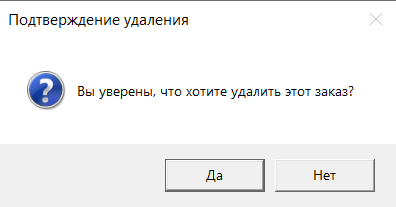 Подтверждение удаления
Вы уверены, что хотите удалить этот заказ?
Да
Нет